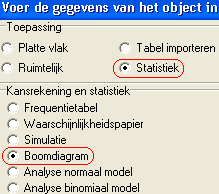 Voer de gegevens van het object in
Toepassing
Platte vlak
Tabel importeren
Ruimtelijk
Statistiek
Kansrekening en statistiek
Frequentietabel
Waarschijnlijkheidspapier
Simulatie
Boomdiagram
Analyse normaal model
Analyse binomiaal model